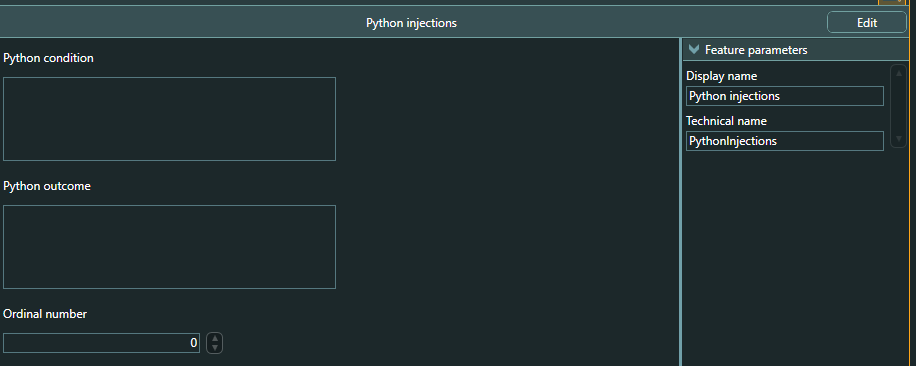 Python injections
Edit
Python condition
Python outcome
Ordinal number
0
Feature parameters
Display name
Python injections
Technical name
PythonInjections